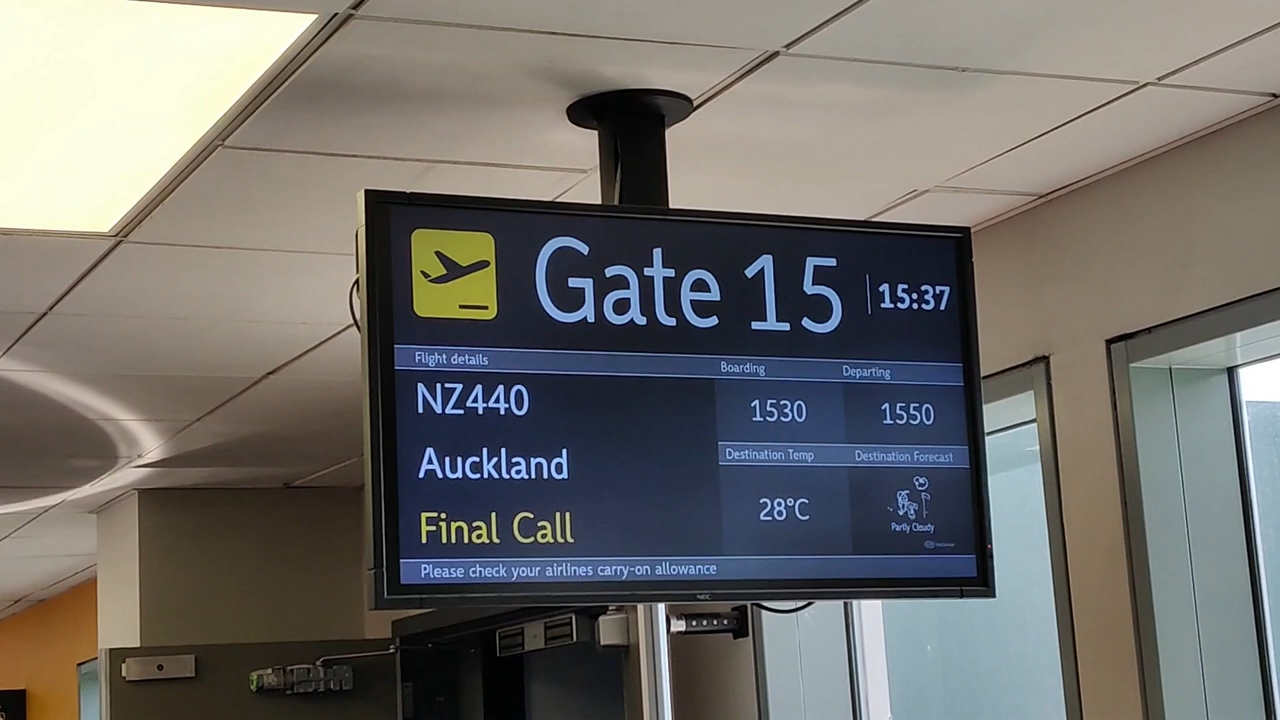 Gate 15
15:37
Flight details
Boarding
Departing
NZ440
1530
1550
Auckland
Destination Temp
Destination Forecast
Final Call
28°C
Partly Cloudy
Please check your airlines carry-on allowance
NEC